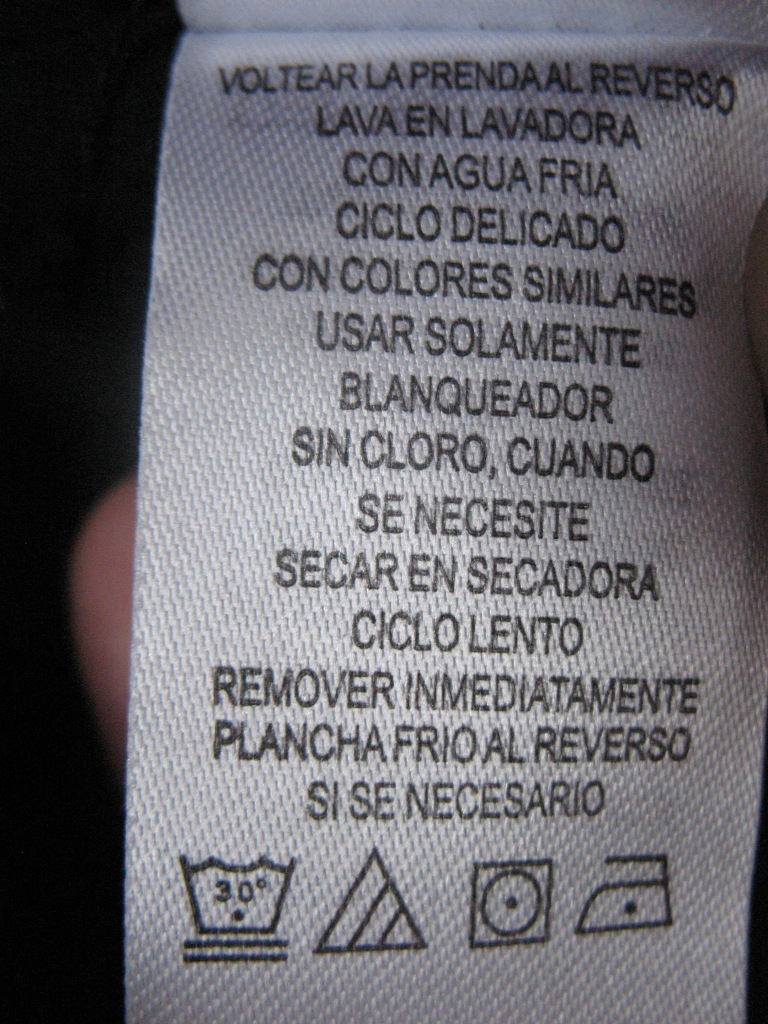 VOLTEAR LA PRENDA AL REVERSO
LAVA EN LAVADORA
CON AGUA FRIA
CICLO DELICADO
CON COLORES SIMILARES
USAR SOLAMENTE
BLANQUEADOR
SIN CLORO, CUANDO
SE NECESITE
SECAR EN SECADORA
CICLO LENTO
REMOVER INMEDIATAMENTE
PLANCHA FRIO AL REVERSO
SI SE NECESARIO
30°